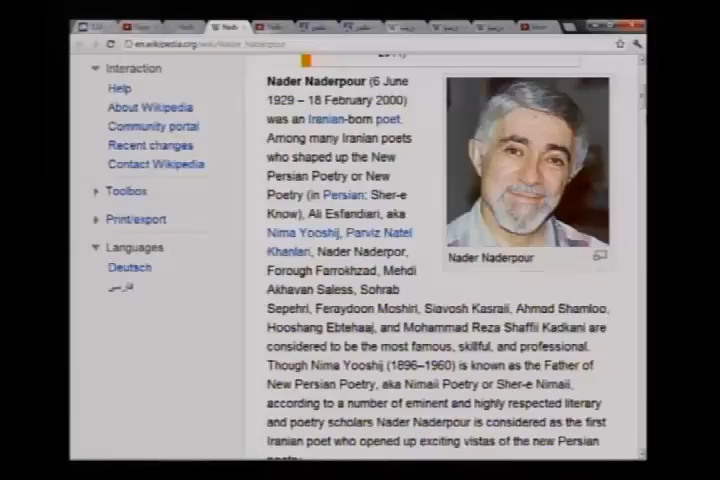 en.wikipedia.org/wiki/Nader_Naderpour
Interaction
Help
About Wikipedia
Community portal
Recent changes
Contact Wikipedia
Toolbox
Print/export
Languages
Deutsch
فارسی
Nader Naderpour (6 June
1929 – 18 February 2000)
was an Iranian-born poet.
Among many Iranian poets
who shaped up the New
Persian Poetry or New
Poetry (in Persian: Sher-e
Know), Ali Esfandiari, aka
Nima Yooshij, Parviz Natel
Khanlari, Nader Naderpor,
Forough Farrokhzad, Mehdi
Akhavan Saless, Sohrab
Sepehri, Feraydoon Moshiri, Siavosh Kasraii, Ahmad Shamloo,
Hooshang Ebtehaaj, and Mohammad Reza Shaffii Kadkani are
considered to be the most famous, skillful, and professional.
Though Nima Yooshij (1896–1960) is known as the Father of
New Persian Poetry, aka Nimaii Poetry or Sher-e Nimaii,
according to a number of eminent and highly respected literary
and poetry scholars Nader Naderpour is considered as the first
Iranian poet who opened up exciting vistas of the new Persian
Nader Naderpour